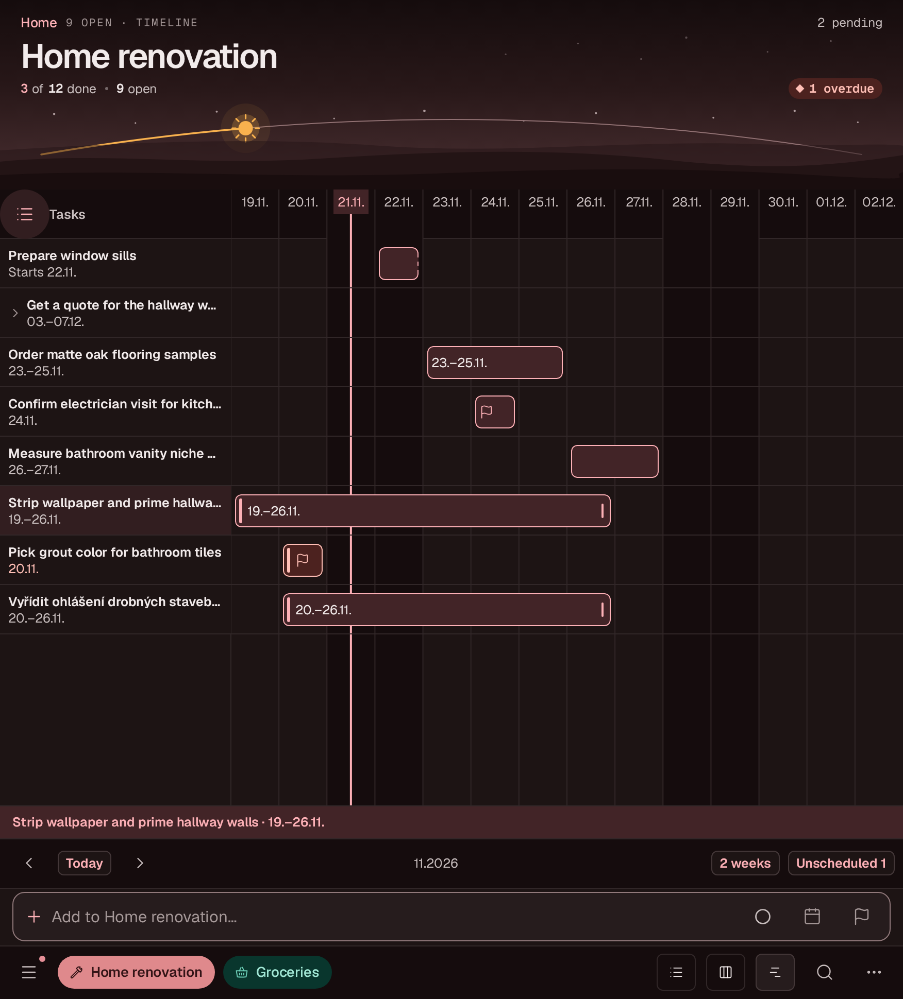 Home 9 OPEN · TIMELINE
2 pending
Home renovation
3 of 12 done • 9 open
1 overdue
Tasks
19.11. 20.11. 21.11. 22.11. 23.11. 24.11. 25.11. 26.11. 27.11. 28.11. 29.11. 30.11. 01.12. 02.12.
Prepare window sills
Starts 22.11.
Get a quote for the hallway w…
03.–07.12.
Order matte oak flooring samples
23.–25.11.
23.–25.11.
Confirm electrician visit for kitch…
24.11.
Measure bathroom vanity niche …
26.–27.11.
Strip wallpaper and prime hallwa…
19.–26.11.
19.–26.11.
Pick grout color for bathroom tiles
20.11.
Vyřídit ohlášení drobných staveb…
20.–26.11.
20.–26.11.
Strip wallpaper and prime hallway walls · 19.–26.11.
Today
11.2026
2 weeks
Unscheduled 1
Add to Home renovation…
Home renovation
Groceries